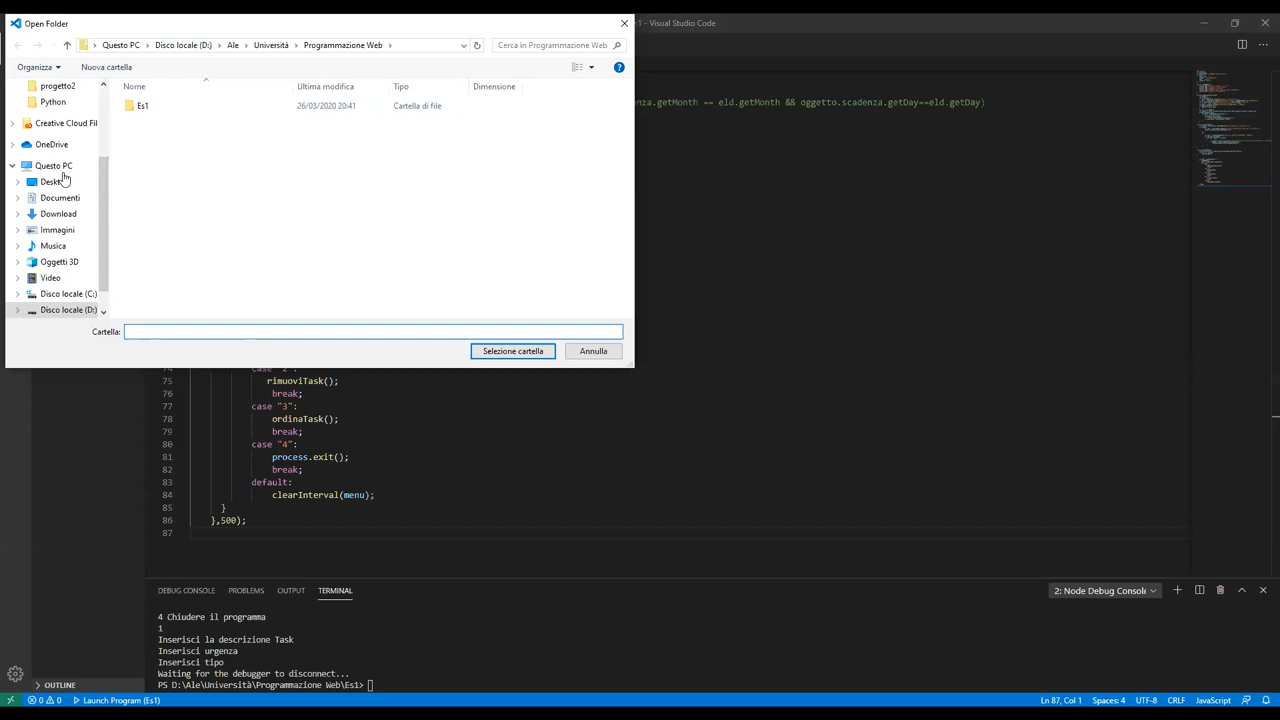 Open Folder
1 - Visual Studio Code
Questo PC > Disco locale (D:) > Ale > Università > Programmazione Web >
Cerca in Programmazione Web
Organizza
Nuova cartella
progetto2
Python
Creative Cloud Fil
OneDrive
Questo PC
Documenti
Download
Immagini
Musica
Oggetti 3D
Video
Disco locale (C:)
Disco locale (D:)
Nome
Ultima modifica
Tipo
Dimensione
Es1
26/03/2020 20:41
Cartella di file
Cartella:
Selezione cartella
Annulla
za.getMonth == eld.getMonth && oggetto.scadenza.getDay==eld.getDay)
75 rimuoviTask();
76 break;
77 case "3":
78 ordinaTask();
79 break;
80 case "4":
81 process.exit();
82 break;
83 default:
84 clearInterval(menu);
85 }
86 },500);
87
DEBUG CONSOLE PROBLEMS OUTPUT TERMINAL
2: Node Debug Console
4 Chiudere il programma
1
Inserisci la descrizione Task
Inserisci urgenza
Inserisci tipo
Waiting for the debugger to disconnect...
PS D:\Ale\Università\Programmazione Web\Es1>
OUTLINE
0 0 Launch Program (Es1)
Ln 87, Col 1 Spaces: 4 UTF-8 CRLF JavaScript